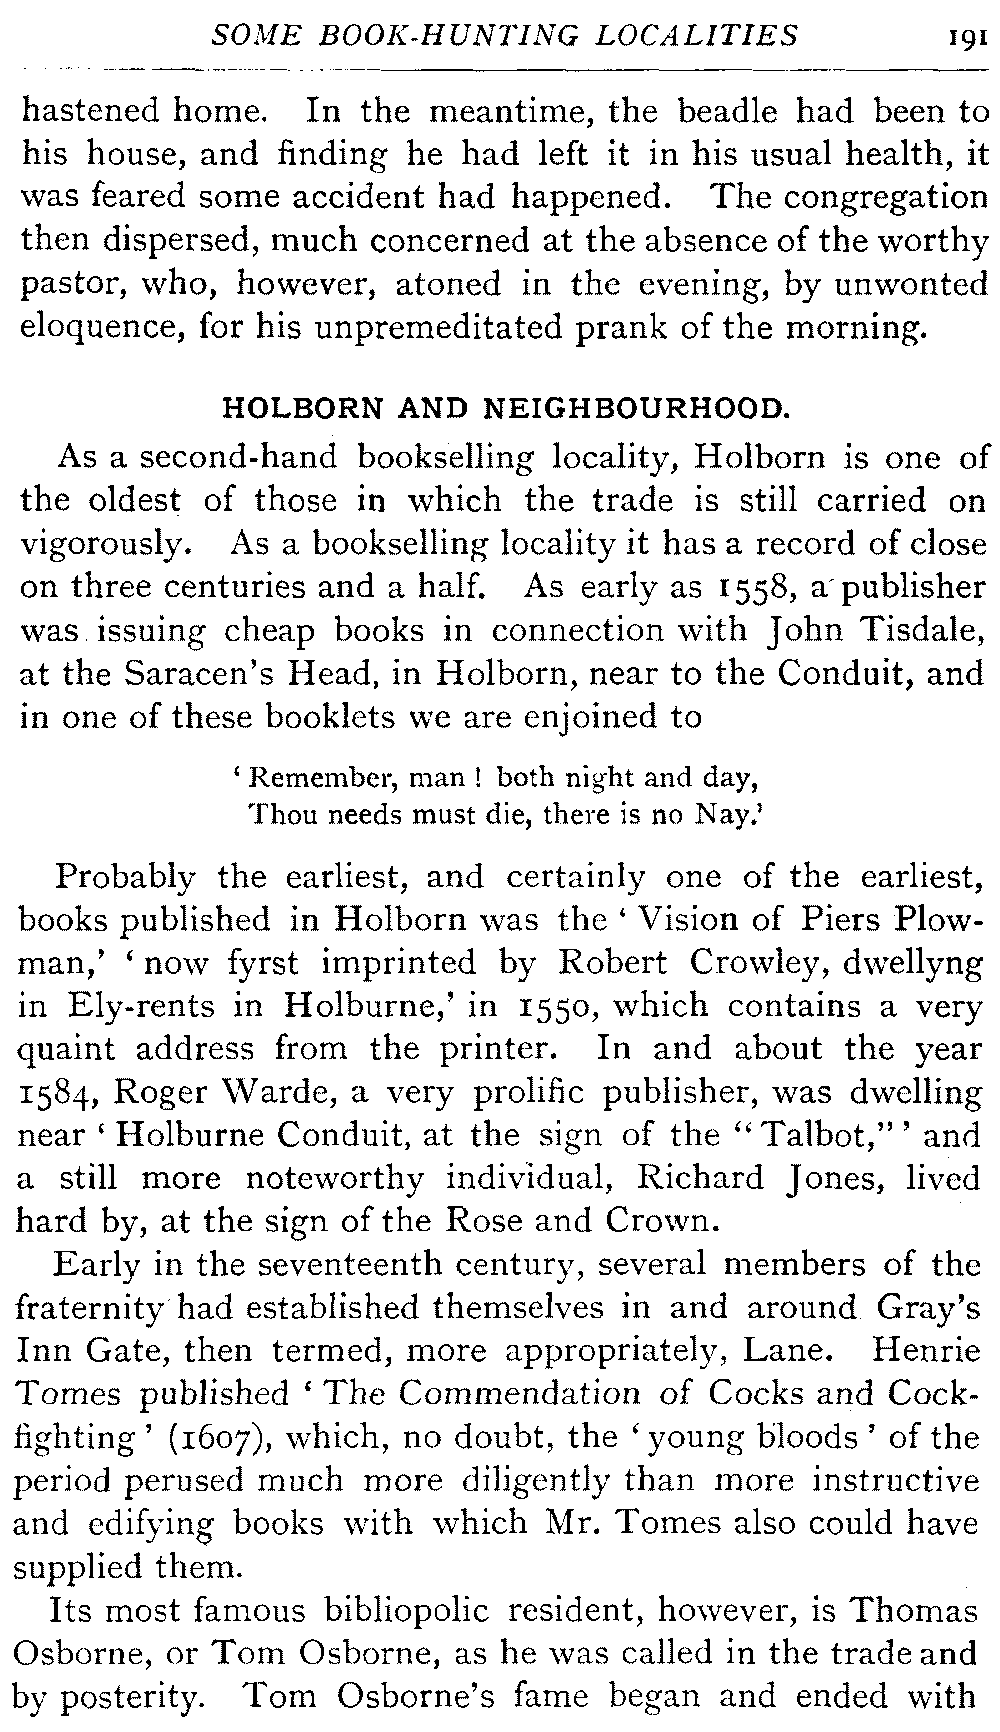 SOME BOOK-HUNTING LOCALITIES 191
hastened home. In the meantime, the beadle had been to
his house, and finding he had left it in his usual health, it
was feared some accident had happened. The congregation
then dispersed, much concerned at the absence of the worthy
pastor, who, however, atoned in the evening, by unwonted
eloquence, for his unpremeditated prank of the morning.
HOLBORN AND NEIGHBOURHOOD.
As a second-hand bookselling locality, Holborn is one of
the oldest of those in which the trade is still carried on
vigorously. As a bookselling locality it has a record of close
on three centuries and a half. As early as 1558, a publisher
was issuing cheap books in connection with John Tisdale,
at the Saracen's Head, in Holborn, near to the Conduit, and
in one of these booklets we are enjoined to
‘ Remember, man ! both night and day,
Thou needs must die, there is no Nay.’
Probably the earliest, and certainly one of the earliest,
books published in Holborn was the ‘ Vision of Piers Plow-
man,’ ‘ now fyrst imprinted by Robert Crowley, dwellyng
in Ely-rents in Holburne,’ in 1550, which contains a very
quaint address from the printer. In and about the year
1584, Roger Warde, a very prolific publisher, was dwelling
near ‘ Holburne Conduit, at the sign of the “ Talbot,” ’ and
a still more noteworthy individual, Richard Jones, lived
hard by, at the sign of the Rose and Crown.
Early in the seventeenth century, several members of the
fraternity had established themselves in and around Gray's
Inn Gate, then termed, more appropriately, Lane. Henrie
Tomes published ‘ The Commendation of Cocks and Cock-
fighting ’ (1607), which, no doubt, the ‘ young bloods ’ of the
period perused much more diligently than more instructive
and edifying books with which Mr. Tomes also could have
supplied them.
Its most famous bibliopolic resident, however, is Thomas
Osborne, or Tom Osborne, as he was called in the trade and
by posterity. Tom Osborne's fame began and ended with